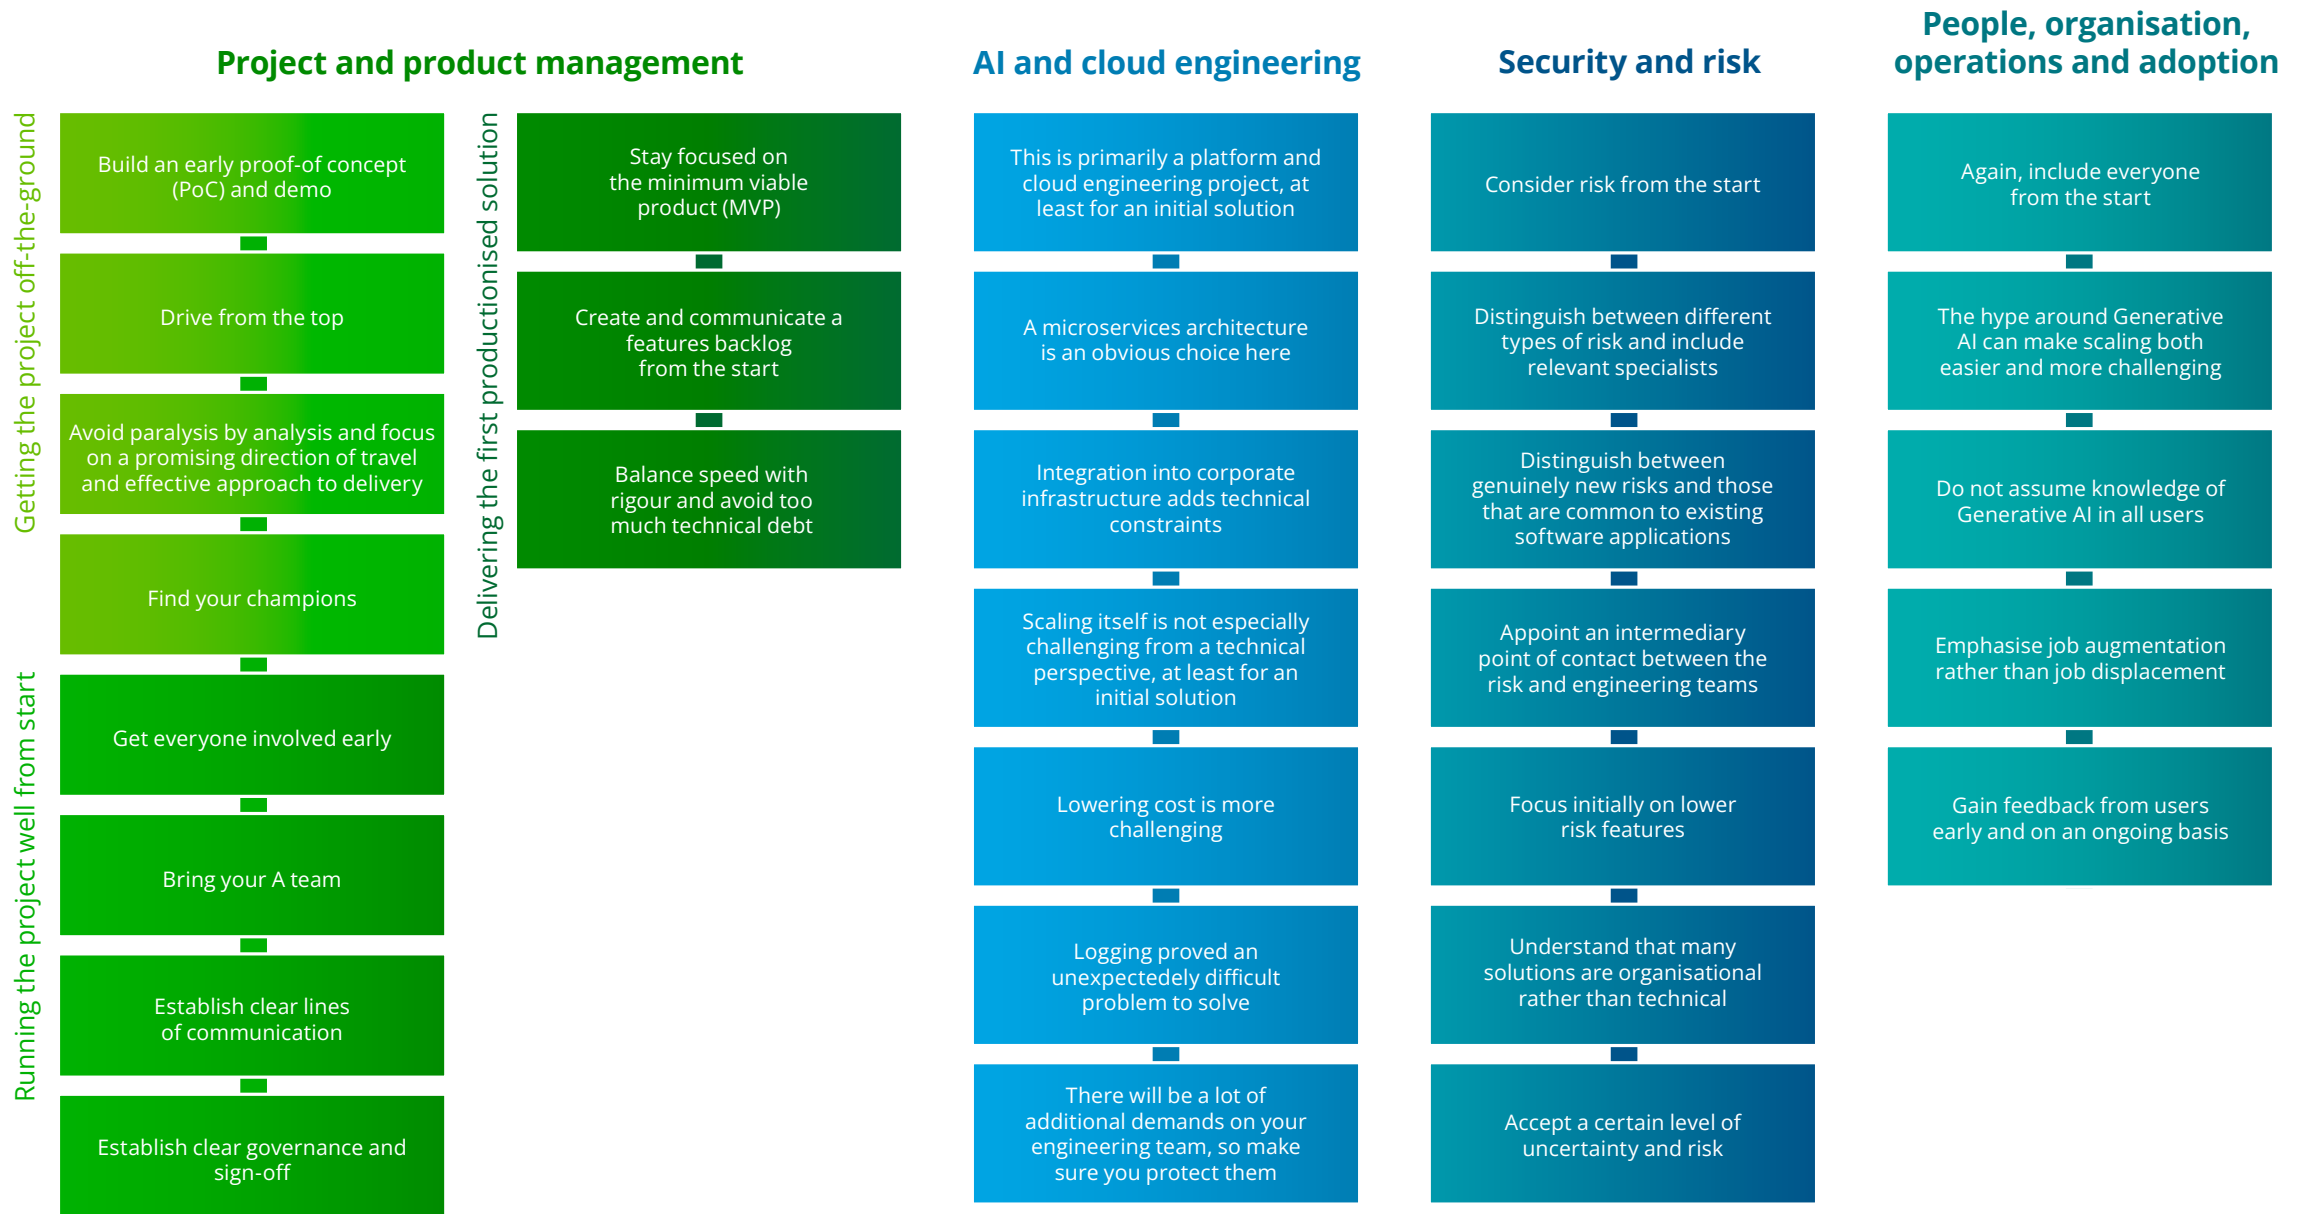 Project and product management
Getting the project off-the-ground
Build an early proof-of concept
(PoC) and demo
Drive from the top
Avoid paralysis by analysis and focus
on a promising direction of travel
and effective approach to delivery
Find your champions
Running the project well from start
Get everyone involved early
Bring your A team
Establish clear lines
of communication
Establish clear governance and
sign-off
Delivering the first productionised solution
Stay focused on
the minimum viable
product (MVP)
Create and communicate a
features backlog
from the start
Balance speed with
rigour and avoid too
much technical debt
AI and cloud engineering
This is primarily a platform and
cloud engineering project, at
least for an initial solution
A microservices architecture
is an obvious choice here
Integration into corporate
infrastructure adds technical
constraints
Scaling itself is not especially
challenging from a technical
perspective, at least for an
initial solution
Lowering cost is more
challenging
Logging proved an
unexpectedely difficult
problem to solve
There will be a lot of
additional demands on your
engineering team, so make
sure you protect them
Security and risk
Consider risk from the start
Distinguish between different
types of risk and include
relevant specialists
Distinguish between
genuinely new risks and those
that are common to existing
software applications
Appoint an intermediary
point of contact between the
risk and engineering teams
Focus initially on lower
risk features
Understand that many
solutions are organisational
rather than technical
Accept a certain level of
uncertainty and risk
People, organisation,
operations and adoption
Again, include everyone
from the start
The hype around Generative
AI can make scaling both
easier and more challenging
Do not assume knowledge of
Generative AI in all users
Emphasise job augmentation
rather than job displacement
Gain feedback from users
early and on an ongoing basis